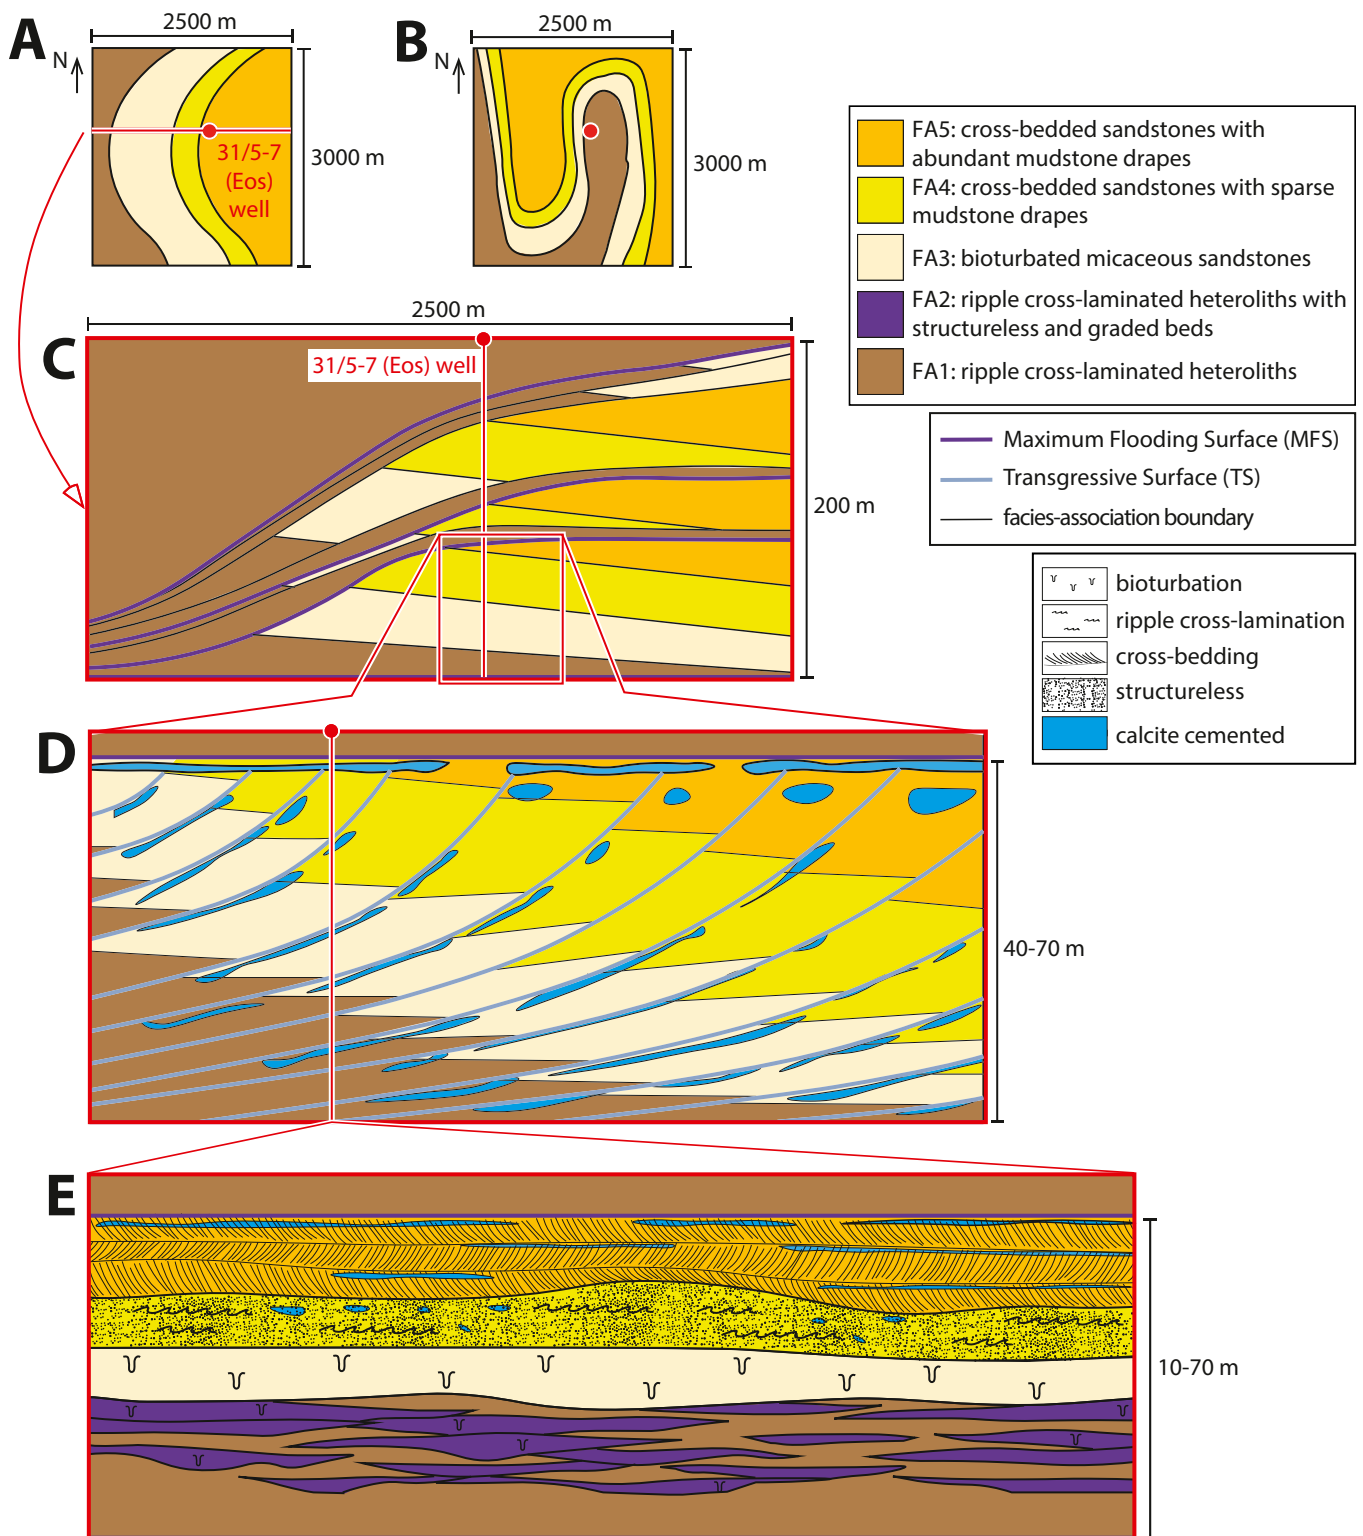 A
2500 m
N
3000 m
31/5-7
(Eos)
well
B
2500 m
N
3000 m
FA5: cross-bedded sandstones with
abundant mudstone drapes
FA4: cross-bedded sandstones with sparse
mudstone drapes
FA3: bioturbated micaceous sandstones
FA2: ripple cross-laminated heteroliths with
structureless and graded beds
FA1: ripple cross-laminated heteroliths
Maximum Flooding Surface (MFS)
Transgressive Surface (TS)
facies-association boundary
bioturbation
ripple cross-lamination
cross-bedding
structureless
calcite cemented
C
2500 m
31/5-7 (Eos) well
200 m
D
40-70 m
E
10-70 m